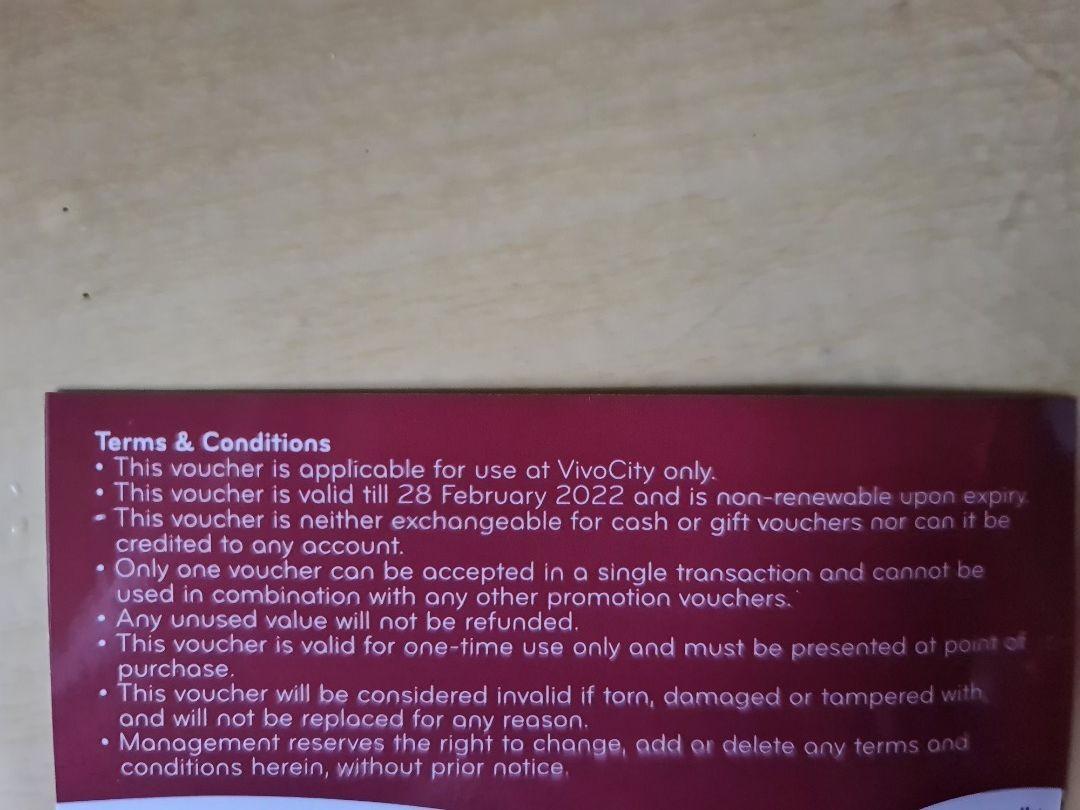 Terms & Conditions
• This voucher is applicable for use at VivoCity only.
• This voucher is valid till 28 February 2022 and is non-renewable upon expiry.
• This voucher is neither exchangeable for cash or gift vouchers nor can it be
credited to any account.
• Only one voucher can be accepted in a single transaction and cannot be
used in combination with any other promotion vouchers.
• Any unused value will not be refunded.
• This voucher is valid for one-time use only and must be presented at point of
purchase.
• This voucher will be considered invalid if torn, damaged or tampered with,
and will not be replaced for any reason.
• Management reserves the right to change, add or delete any terms and
conditions herein, without prior notice.